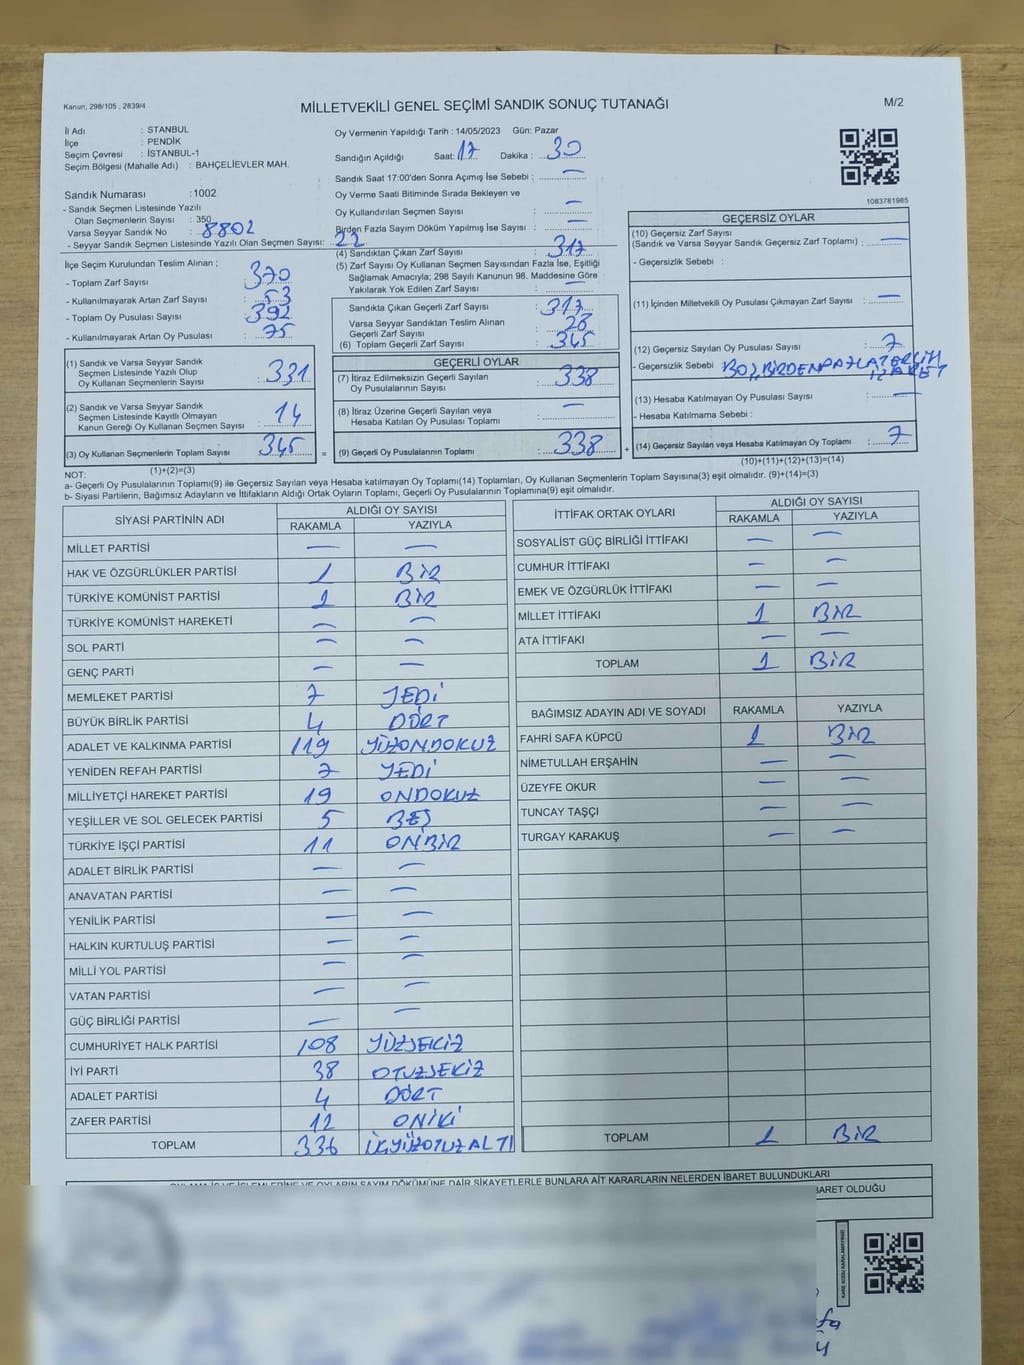 Kanun; 298/105 , 2839/4
MİLLETVEKİLİ GENEL SEÇİMİ SANDIK SONUÇ TUTANAĞI
M/2
İl Adı : STANBUL
İlçe : PENDİK
Seçim Çevresi : İSTANBUL-1
Seçim Bölgesi (Mahalle Adı) : BAHÇELİEVLER MAH.
Sandık Numarası : 1002
- Sandık Seçmen Listesinde Yazılı
Olan Seçmenlerin Sayısı : 350
Varsa Seyyar Sandık No : 8802
- Seyyar Sandık Seçmen Listesinde Yazılı Olan Seçmen Sayısı: 22
Oy Vermenin Yapıldığı Tarih : 14/05/2023 Gün: Pazar
Sandığın Açıldığı Saat: 17 Dakika : 30
Sandık Saat 17:00'den Sonra Açımış İse Sebebi : —
Oy Verme Saati Bitiminde Sırada Bekleyen ve
Oy Kullandırılan Seçmen Sayısı : —
Birden Fazla Sayım Döküm Yapılmış İse Sayısı : —
(4) Sandıktan Çıkan Zarf Sayısı : 317
(5) Zarf Sayısı Oy Kullanan Seçmen Sayısından Fazla İse, Eşitliği
Sağlamak Amacıyla; 298 Sayılı Kanunun 98. Maddesine Göre
Yakılarak Yok Edilen Zarf Sayısı : —
1083781985
İlçe Seçim Kurulundan Teslim Alınan ;
- Toplam Zarf Sayısı : 370
- Kullanılmayarak Artan Zarf Sayısı : 53
- Toplam Oy Pusulası Sayısı : 392
- Kullanılmayarak Artan Oy Pusulası : 75
Sandıkta Çıkan Geçerli Zarf Sayısı : 317
Varsa Seyyar Sandıktan Teslim Alınan
Geçerli Zarf Sayısı : 28
(6) Toplam Geçerli Zarf Sayısı : 345
GEÇERSİZ OYLAR
(10) Geçersiz Zarf Sayısı
(Sandık ve Varsa Seyyar Sandık Geçersiz Zarf Toplamı) : —
- Geçersizlik Sebebi :
(11) İçinden Milletvekili Oy Pusulası Çıkmayan Zarf Sayısı : —
(12) Geçersiz Sayılan Oy Pusulası Sayısı : 7
- Geçersizlik Sebebi : BOŞ, BİRDEN FAZLA TERCİH
İŞARET
(13) Hesaba Katılmayan Oy Pusulası Sayısı : —
- Hesaba Katılmama Sebebi :
(14) Geçersiz Sayılan veya Hesaba Katılmayan Oy Toplamı : 7
(10)+(11)+(12)+(13)=(14)
(1) Sandık ve Varsa Seyyar Sandık
Seçmen Listesinde Yazılı Olup
Oy Kullanan Seçmenlerin Sayısı : 331
(2) Sandık ve Varsa Seyyar Sandık
Seçmen Listesinde Kayıtlı Olmayan
Kanun Gereği Oy Kullanan Seçmen Sayısı : 14
(3) Oy Kullanan Seçmenlerin Toplam Sayısı : 345
(1)+(2)=(3)
GEÇERLİ OYLAR
(7) İtiraz Edilmeksizin Geçerli Sayılan
Oy Pusulalarının Sayısı : 338
(8) İtiraz Üzerine Geçerli Sayılan veya
Hesaba Katılan Oy Pusulası Toplamı : —
= (9) Geçerli Oy Pusulalarının Toplamı : 338 +
NOT:
a- Geçerli Oy Pusulasının Toplamı(9) ile Geçersiz Sayılan veya Hesaba katılmayan Oy Toplamı(14) Toplamları, Oy Kullanan Seçmenlerin Toplam Sayısına(3) eşit olmalıdır. (9)+(14)=(3)
b- Siyasi Partilerin, Bağımsız Adayların ve İttifakların Aldığı Ortak Oyların Toplamı, Geçerli Oy Pusulalarının Toplamına(9) eşit olmalıdır.
SİYASİ PARTİNİN ADI ALDIĞI OY SAYISI
RAKAMLA YAZIYLA
MİLLET PARTİSİ — —
HAK VE ÖZGÜRLÜKLER PARTİSİ 1 BİR
TÜRKİYE KOMÜNİST PARTİSİ 1 BİR
TÜRKİYE KOMÜNİST HAREKETİ — —
SOL PARTİ — —
GENÇ PARTİ — —
MEMLEKET PARTİSİ 7 YEDİ
BÜYÜK BİRLİK PARTİSİ 4 DÖRT
ADALET VE KALKINMA PARTİSİ 119 YÜZONDOKUZ
YENİDEN REFAH PARTİSİ 7 YEDİ
MİLLİYETÇİ HAREKET PARTİSİ 19 ONDOKUZ
YEŞİLLER VE SOL GELECEK PARTİSİ 5 BEŞ
TÜRKİYE İŞÇİ PARTİSİ 11 ONBİR
ADALET BİRLİK PARTİSİ — —
ANAVATAN PARTİSİ — —
YENİLİK PARTİSİ — —
HALKIN KURTULUŞ PARTİSİ — —
MİLLİ YOL PARTİSİ — —
VATAN PARTİSİ — —
GÜÇ BİRLİĞİ PARTİSİ — —
CUMHURİYET HALK PARTİSİ 108 YÜZSEKİZ
İYİ PARTİ 38 OTUZSEKİZ
ADALET PARTİSİ 4 DÖRT
ZAFER PARTİSİ 12 ONİKİ
TOPLAM 336 ÜÇYÜZOTUZALTI
İTTİFAK ORTAK OYLARI ALDIĞI OY SAYISI
RAKAMLA YAZIYLA
SOSYALİST GÜÇ BİRLİĞİ İTTİFAKI — —
CUMHUR İTTİFAKI — —
EMEK VE ÖZGÜRLÜK İTTİFAKI — —
MİLLET İTTİFAKI 1 BİR
ATA İTTİFAKI — —
TOPLAM 1 BİR
BAĞIMSIZ ADAYIN ADI VE SOYADI RAKAMLA YAZIYLA
FAHRİ SAFA KÜPCÜ 1 BİR
NİMETULLAH ERŞAHİN — —
ÜZEYFE OKUR — —
TUNCAY TAŞÇI — —
TURGAY KARAKUŞ — —
TOPLAM 1 BİR
OYLAMA İŞ VE İŞLEMLERİNE VE OYLARIN SAYIM DÖKÜMÜNE DAİR ŞİKAYETLERLE BUNLARA AİT KARARLARIN NELERDEN İBARET BULUNDUKLARI
BARET OLDUĞU